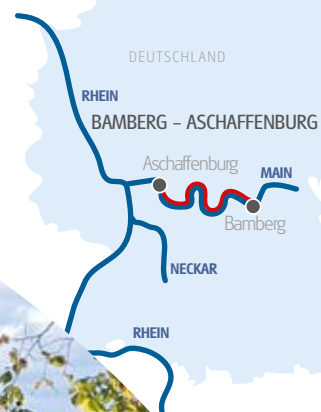 DEUTSCHLAND
RHEIN
BAMBERG – ASCHAFFENBURG
Aschaffenburg
MAIN
Bamberg
NECKAR
RHEIN